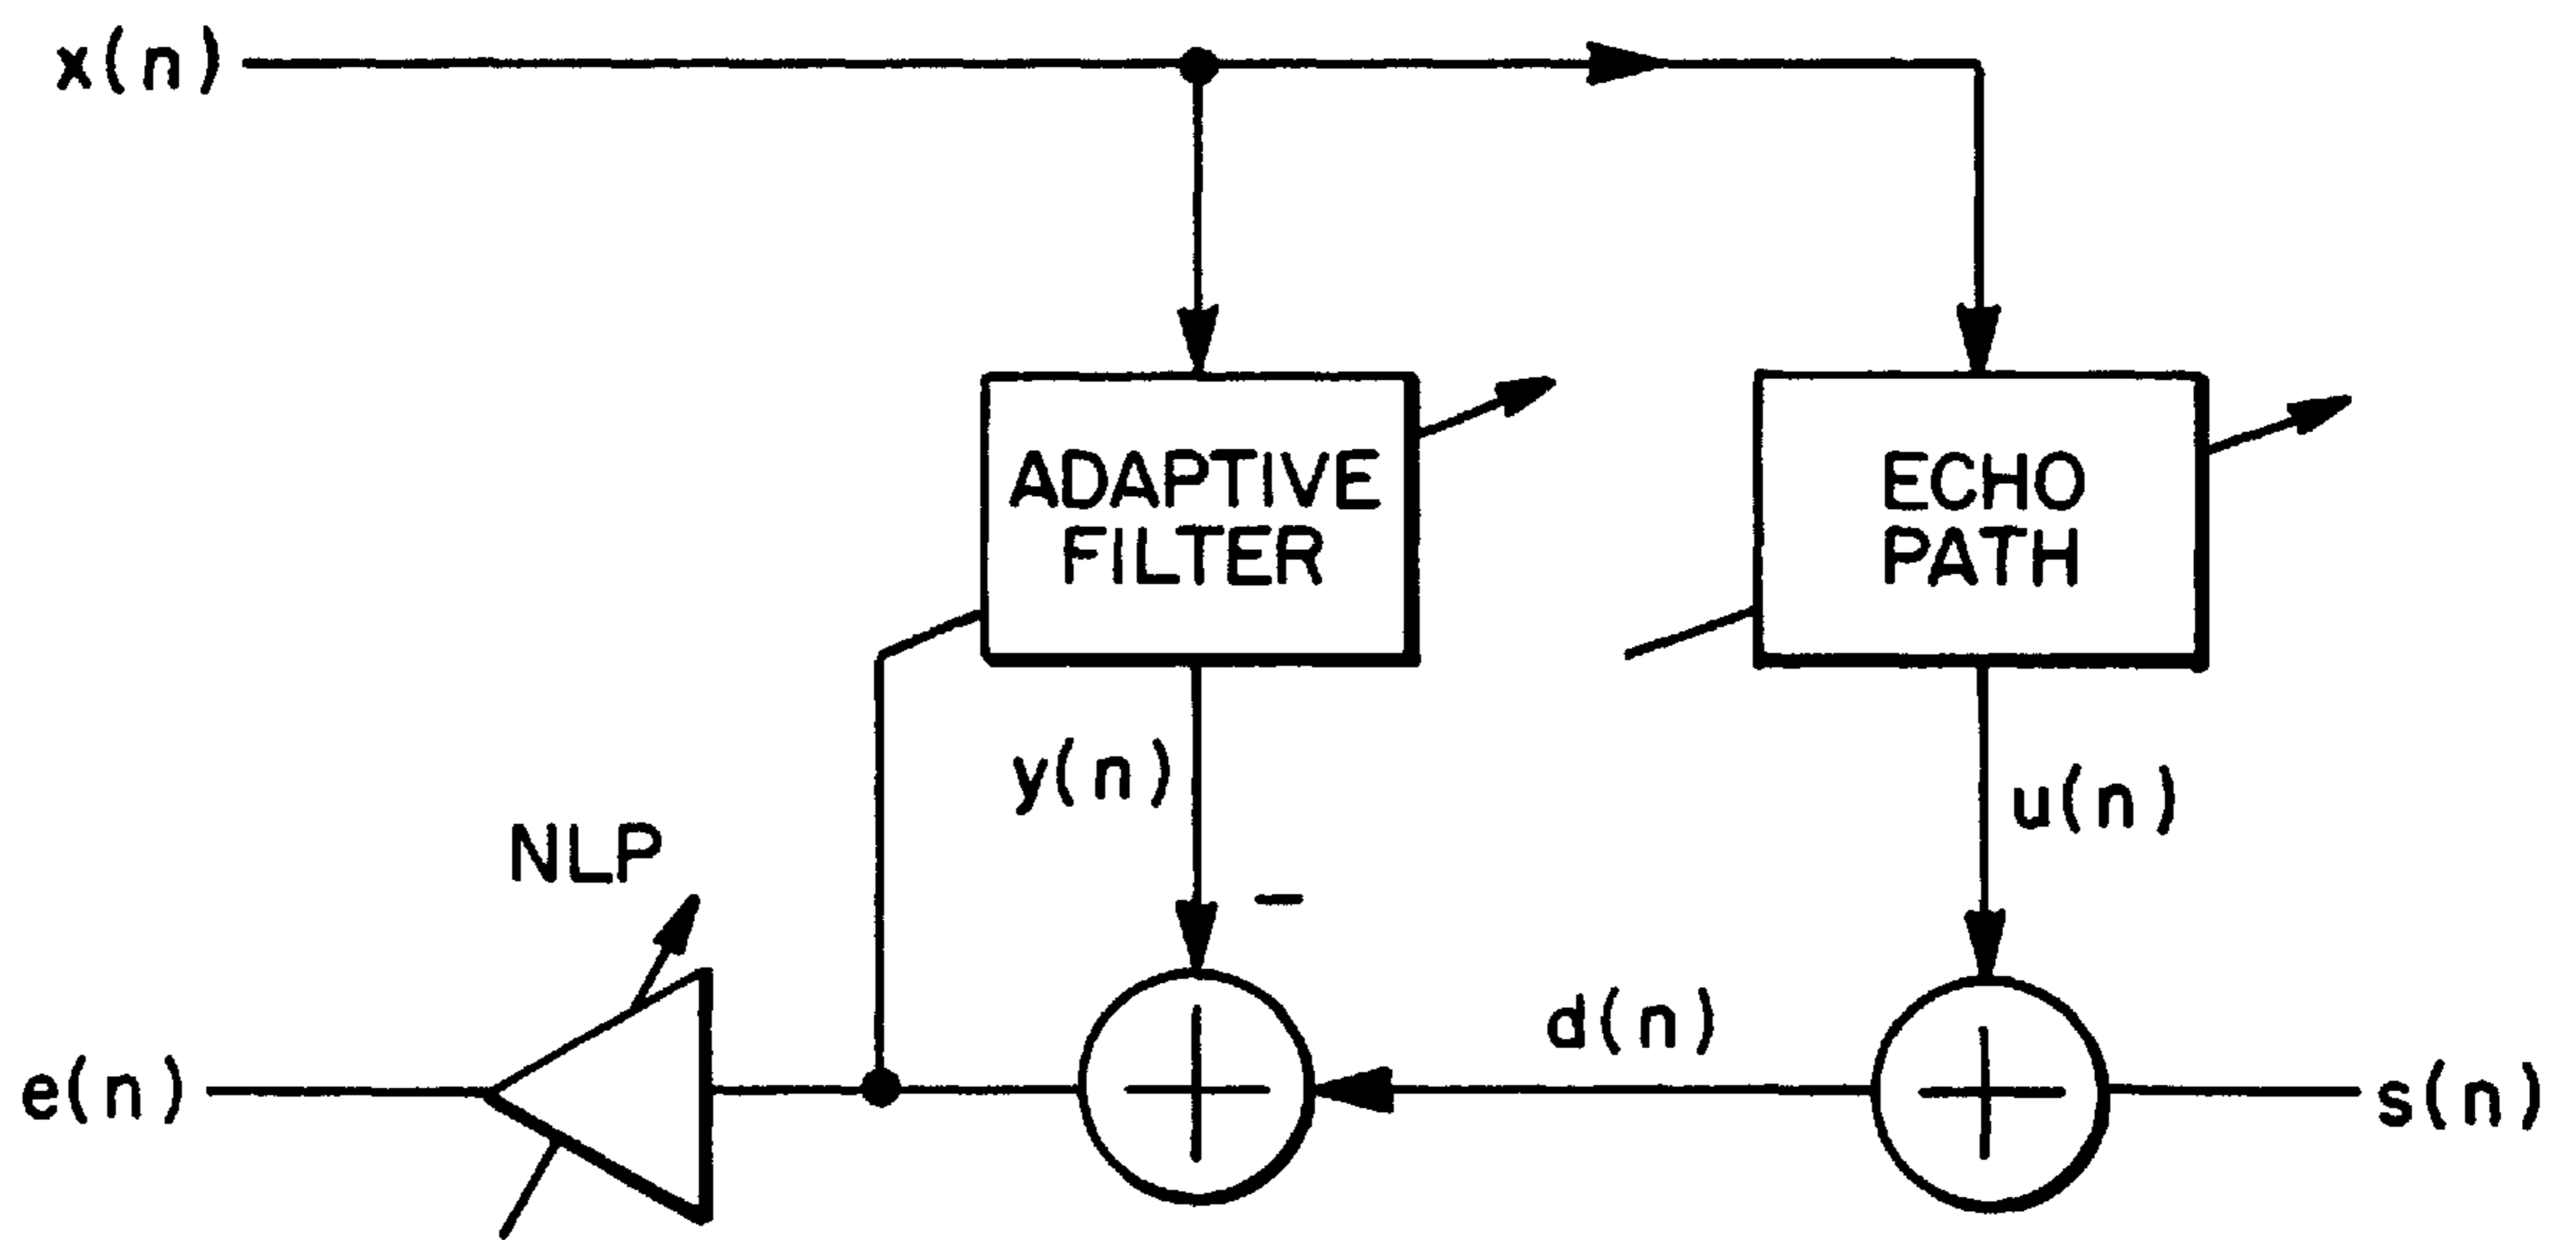 x(n)
ADAPTIVE
FILTER
ECHO
PATH
y(n)
u(n)
NLP
−
d(n)
e(n)
s(n)